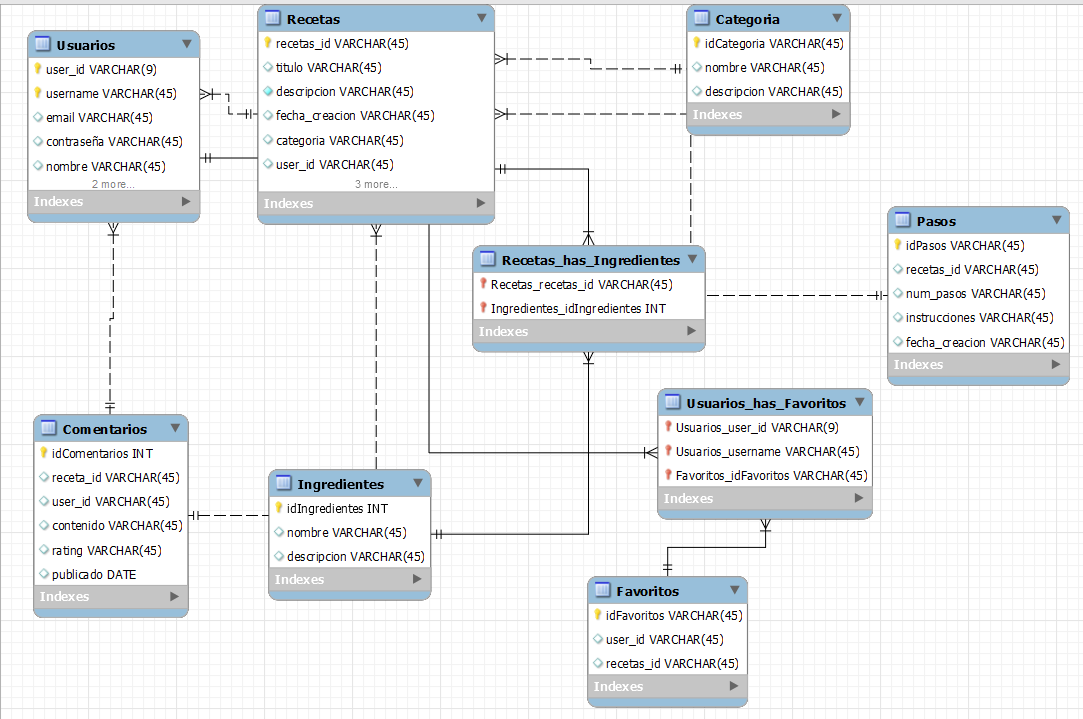 Usuarios
user_id VARCHAR(9)
username VARCHAR(45)
email VARCHAR(45)
contraseña VARCHAR(45)
nombre VARCHAR(45)
2 more...
Indexes
Recetas
recetas_id VARCHAR(45)
titulo VARCHAR(45)
descripcion VARCHAR(45)
fecha_creacion VARCHAR(45)
categoria VARCHAR(45)
user_id VARCHAR(45)
3 more...
Indexes
Categoria
idCategoria VARCHAR(45)
nombre VARCHAR(45)
descripcion VARCHAR(45)
Indexes
Recetas_has_Ingredientes
Recetas_recetas_id VARCHAR(45)
Ingredientes_idIngredientes INT
Indexes
Pasos
idPasos VARCHAR(45)
recetas_id VARCHAR(45)
num_pasos VARCHAR(45)
instrucciones VARCHAR(45)
fecha_creacion VARCHAR(45)
Indexes
Usuarios_has_Favoritos
Usuarios_user_id VARCHAR(9)
Usuarios_username VARCHAR(45)
Favoritos_idFavoritos VARCHAR(45)
Indexes
Comentarios
idComentarios INT
receta_id VARCHAR(45)
user_id VARCHAR(45)
contenido VARCHAR(45)
rating VARCHAR(45)
publicado DATE
Indexes
Ingredientes
idIngredientes INT
nombre VARCHAR(45)
descripcion VARCHAR(45)
Indexes
Favoritos
idFavoritos VARCHAR(45)
user_id VARCHAR(45)
recetas_id VARCHAR(45)
Indexes